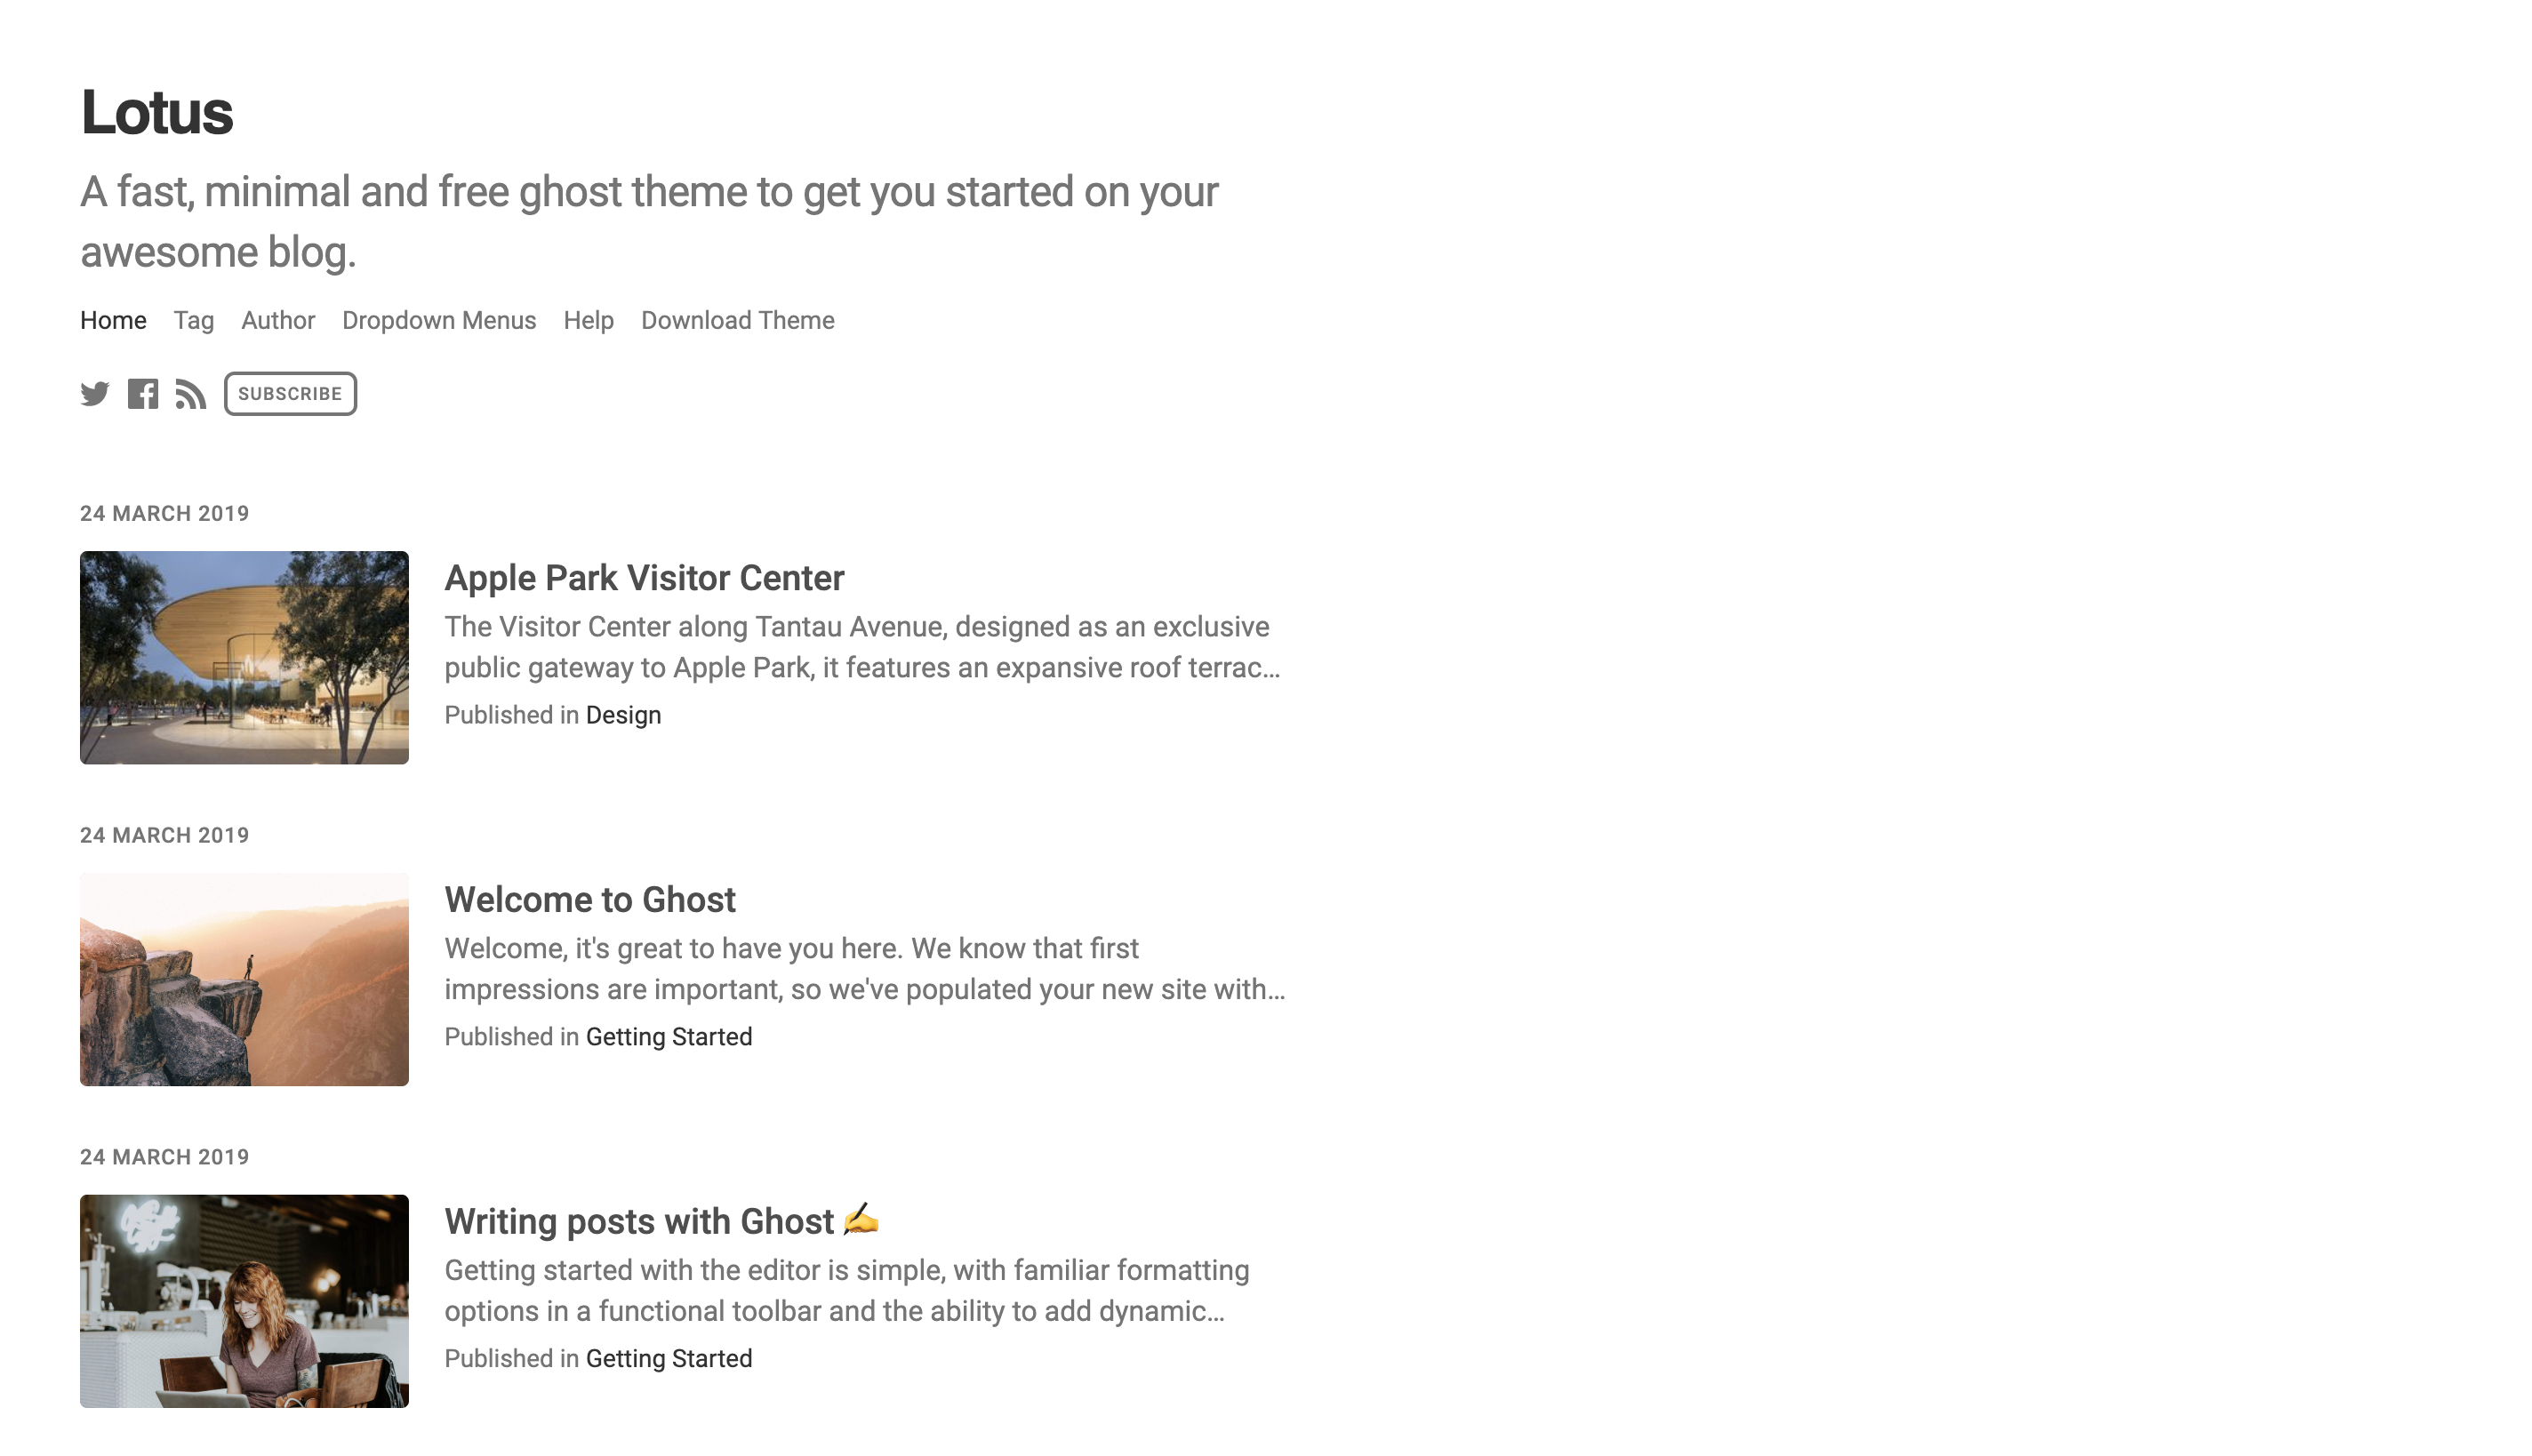 Lotus
A fast, minimal and free ghost theme to get you started on your
awesome blog.
Home Tag Author Dropdown Menus Help Download Theme
SUBSCRIBE
24 MARCH 2019
Apple Park Visitor Center
The Visitor Center along Tantau Avenue, designed as an exclusive
public gateway to Apple Park, it features an expansive roof terrac...
Published in Design
24 MARCH 2019
Welcome to Ghost
Welcome, it's great to have you here. We know that first
impressions are important, so we've populated your new site with...
Published in Getting Started
24 MARCH 2019
Writing posts with Ghost ✍️
Getting started with the editor is simple, with familiar formatting
options in a functional toolbar and the ability to add dynamic...
Published in Getting Started